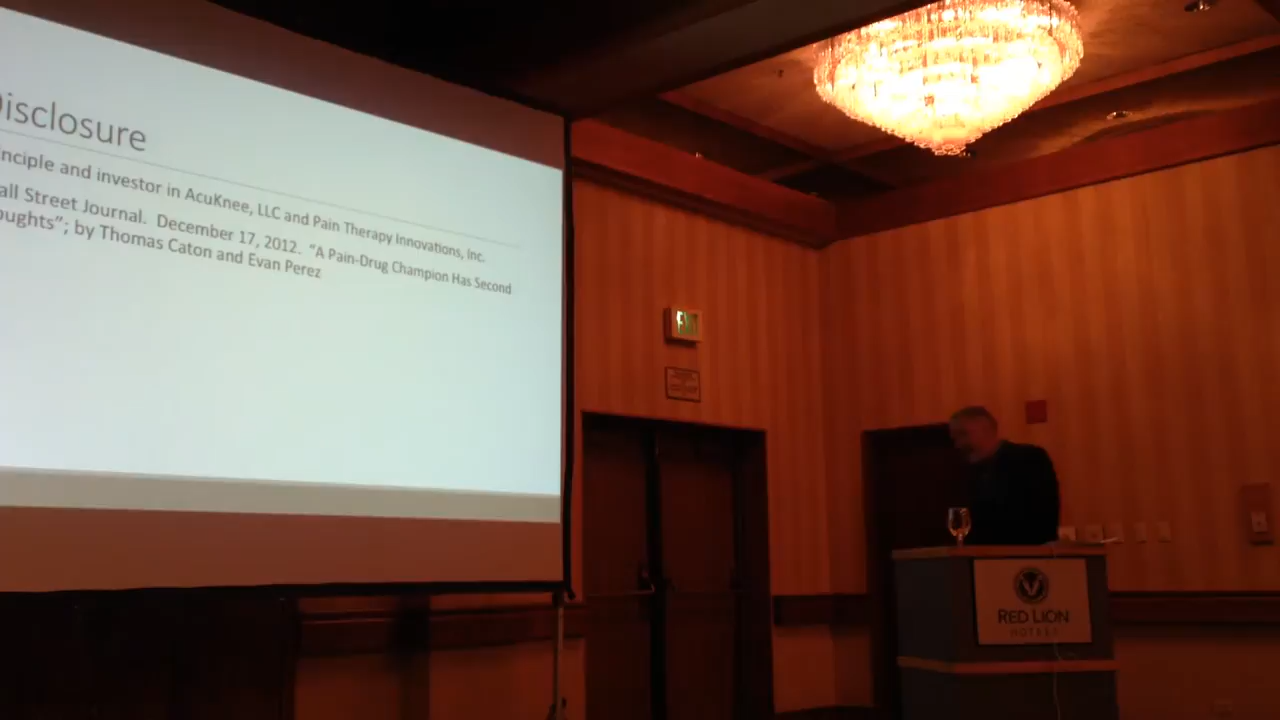 isclosure
nciple and investor in AcuKnee, LLC and Pain Therapy Innovations, Inc.
all Street Journal. December 17, 2012. "A Pain-Drug Champion Has Second
oughts"; by Thomas Caton and Evan Perez
EXIT
RED LION
HOTELS